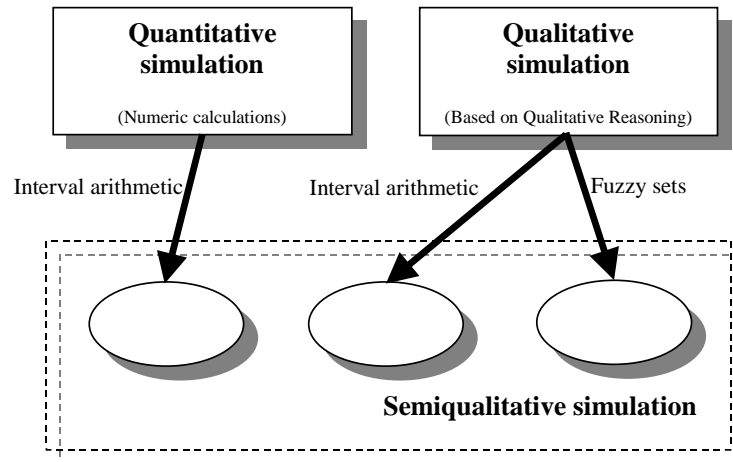 Quantitative
simulation
(Numeric calculations)
Qualitative
simulation
(Based on Qualitative Reasoning)
Interval arithmetic
Interval arithmetic
Fuzzy sets
Semiqualitative simulation